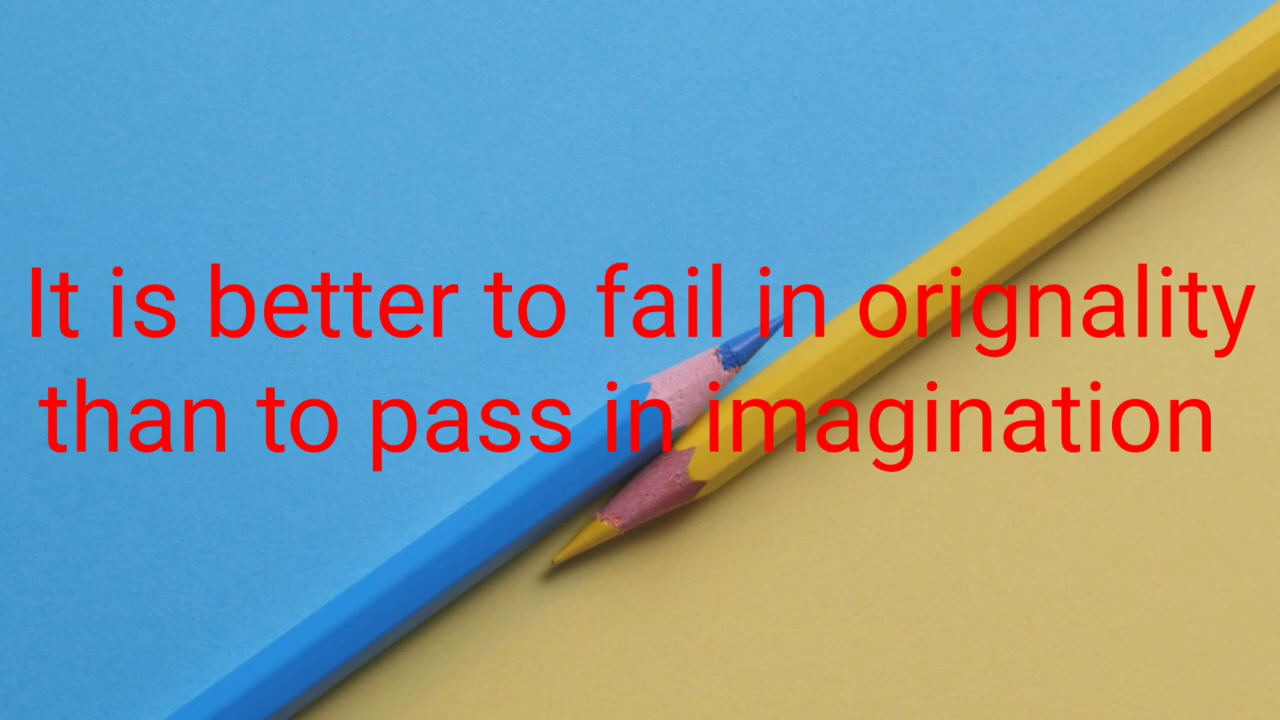 It is better to fail in orignality
than to pass in imagination